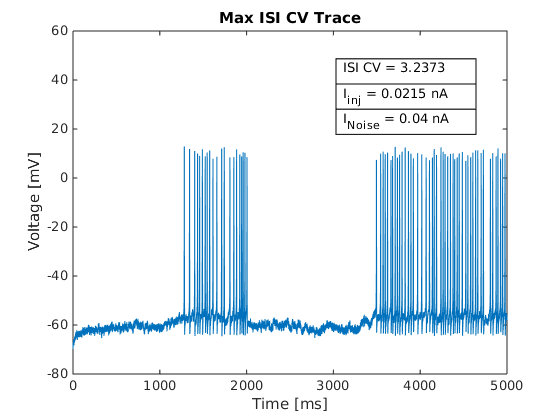 Max ISI CV Trace
60
40
20
0
-20
-40
-60
-80
Voltage [mV]
ISI CV = 3.2373
I_inj = 0.0215 nA
I_Noise = 0.04 nA
0 1000 2000 3000 4000 5000
Time [ms]